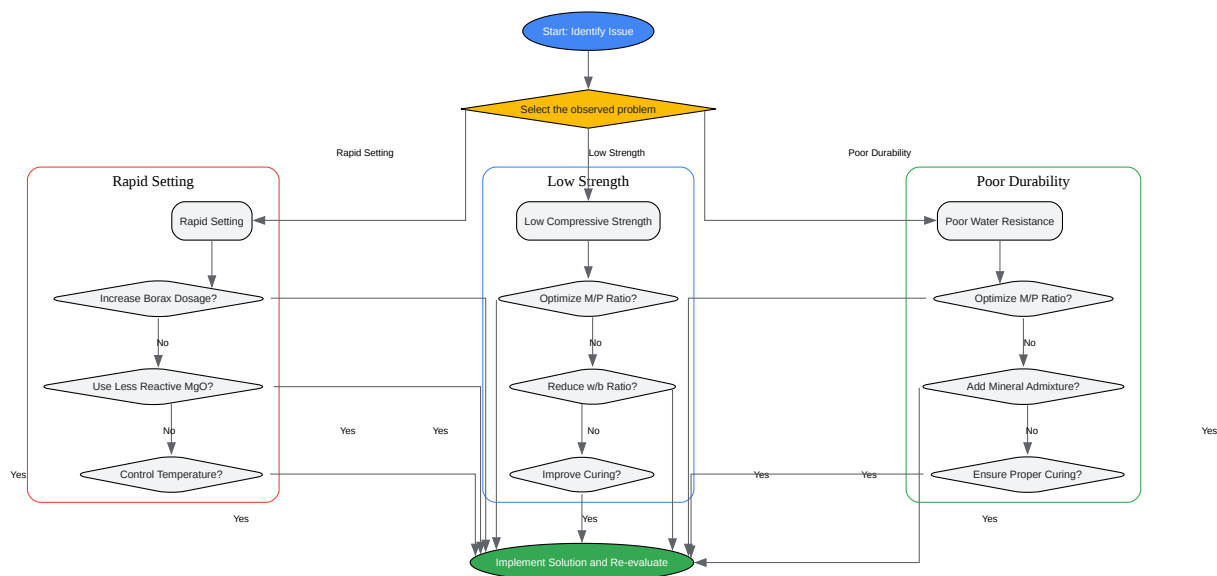 Start: Identify Issue
Select the observed problem
Rapid Setting
Low Strength
Poor Durability
Rapid Setting
Low Strength
Poor Durability
Rapid Setting
Low Compressive Strength
Poor Water Resistance
Increase Borax Dosage?
Optimize M/P Ratio?
Optimize M/P Ratio?
No
No
No
Use Less Reactive MgO?
Reduce w/b Ratio?
Add Mineral Admixture?
No
Yes
Yes
No
No
Yes
Yes
Control Temperature?
Improve Curing?
Yes
Yes
Ensure Proper Curing?
Yes
Yes
Yes
Implement Solution and Re-evaluate